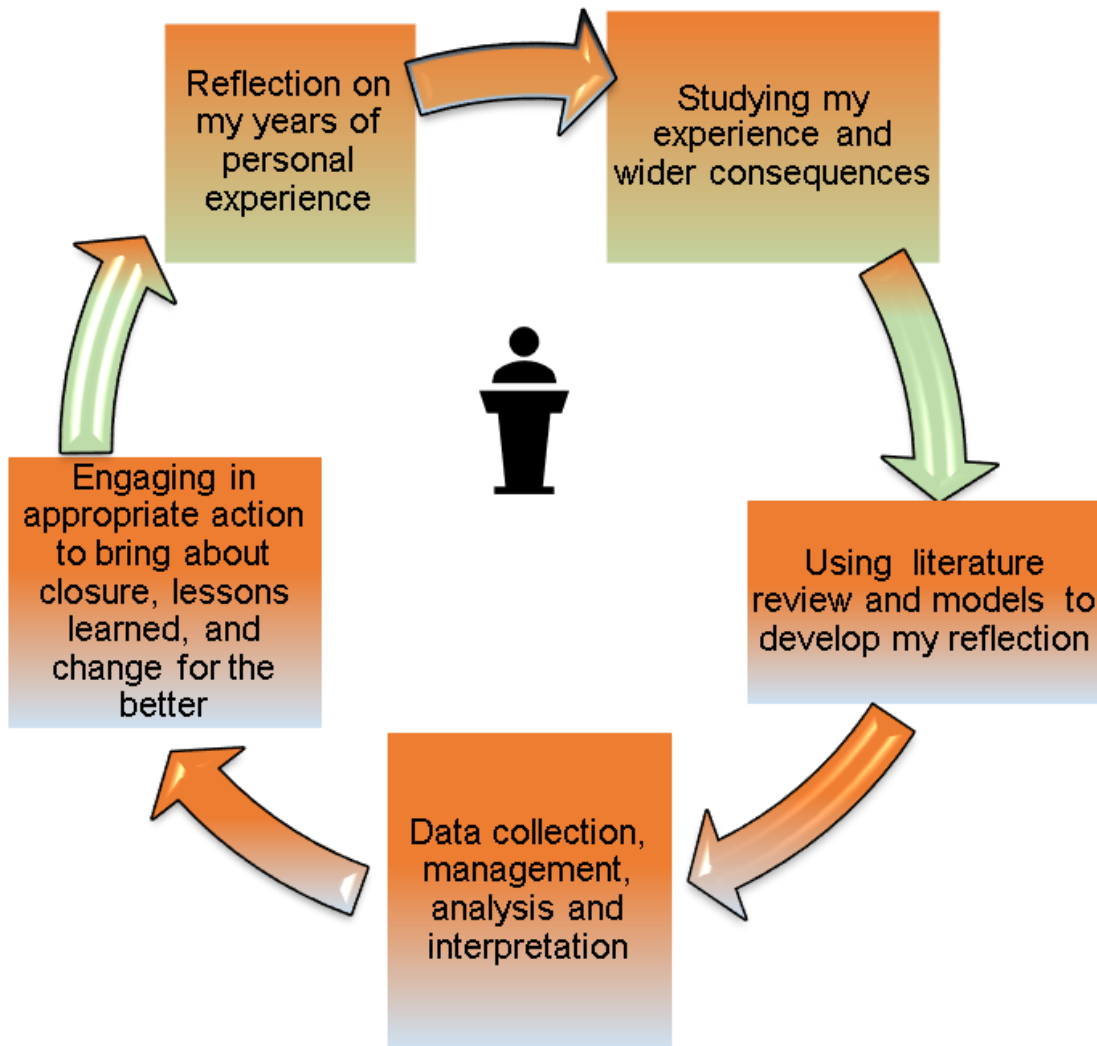 Reflection on
my years of
personal
experience
Studying my
experience and
wider consequences
Using literature
review and models to
develop my reflection
Data collection,
management,
analysis and
interpretation
Engaging in
appropriate action
to bring about
closure, lessons
learned, and
change for the
better